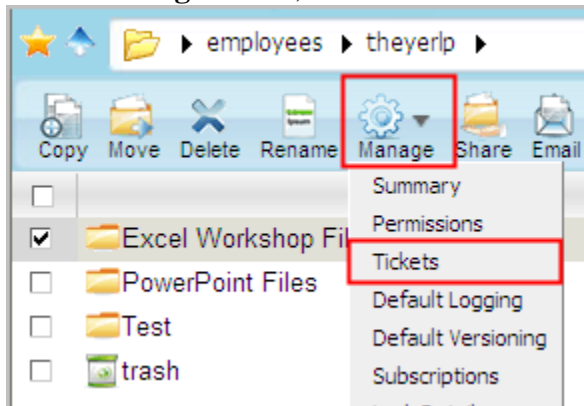 employees theyerlp
Copy Move Delete Rename Manage Share Email
Summary
Permissions
Excel Workshop Fil
Tickets
PowerPoint Files
Default Logging
Test
Default Versioning
trash
Subscriptions